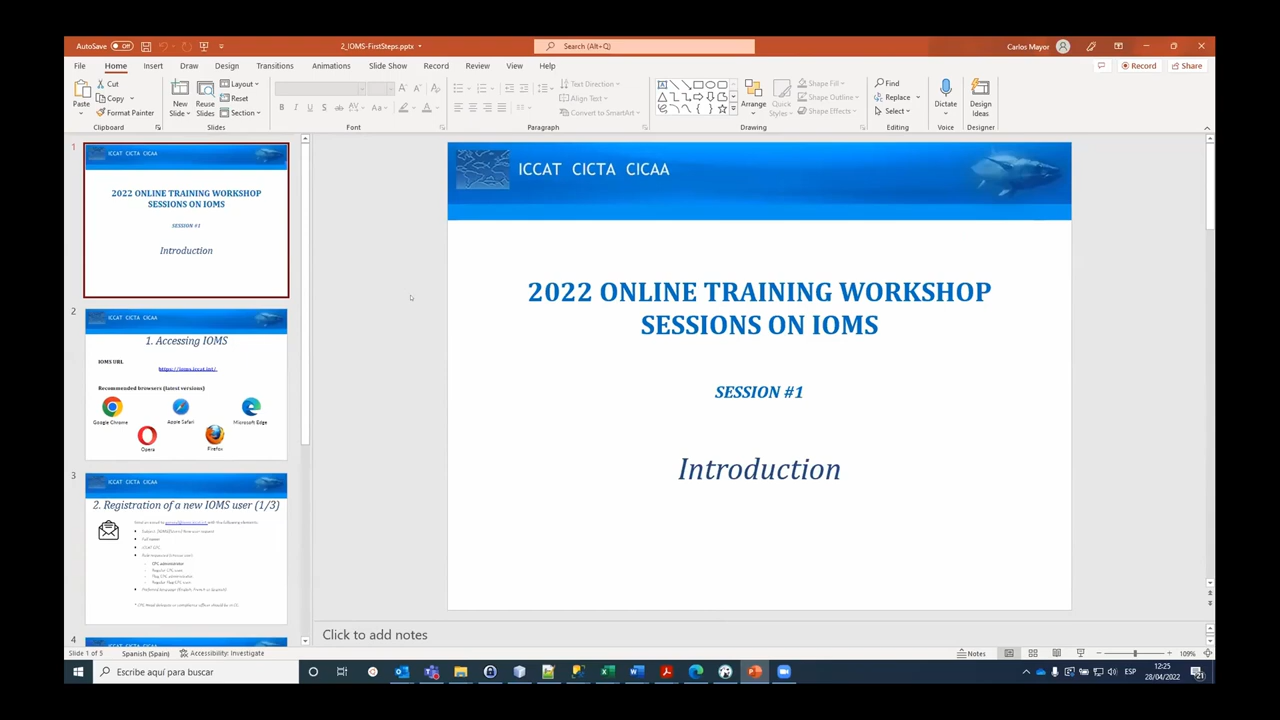 AutoSave Off
2_IOMS-FirstSteps.pptx
Search (Alt+Q)
Carlos Mayor
File Home Insert Draw Design Transitions Animations Slide Show Record Review View Help
Record Share
Paste
Cut
Copy
Format Painter
Clipboard
New Slide
Reuse Slides
Layout
Reset
Section
Slides
Font
Text Direction
Align Text
Convert to SmartArt
Paragraph
Arrange
Quick Styles
Shape Fill
Shape Outline
Shape Effects
Drawing
Find
Replace
Select
Editing
Dictate
Voice
Design Ideas
Designer
1
ICCAT CICTA CICAA
2022 ONLINE TRAINING WORKSHOP
SESSIONS ON IOMS
SESSION #1
Introduction
2
ICCAT CICTA CICAA
1. Accessing IOMS
IOMS URL
https://ioms.iccat.int/
Recommended browsers (latest versions)
Google Chrome
Apple Safari
Microsoft Edge
Opera
Firefox
3
ICCAT CICTA CICAA
2. Registration of a new IOMS user (1/3)
4
ICCAT CICTA CICAA
ICCAT CICTA CICAA
2022 ONLINE TRAINING WORKSHOP
SESSIONS ON IOMS
SESSION #1
Introduction
Click to add notes
Slide 1 of 5 Spanish (Spain) Accessibility: Investigate
Notes
109%
Escribe aquí para buscar
ESP
12:25
28/04/2022
21